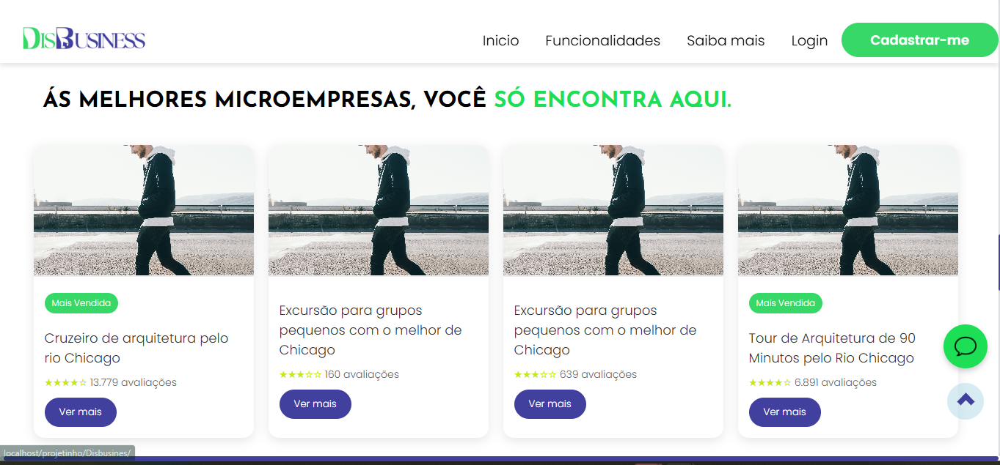 DISBUSINESS
Inicio Funcionalidades Saiba mais Login Cadastrar-me
ÁS MELHORES MICROEMPRESAS, VOCÊ SÓ ENCONTRA AQUI.
Mais Vendida
Cruzeiro de arquitetura pelo
rio Chicago
★★★★☆ 13.779 avaliações
Ver mais
Excursão para grupos
pequenos com o melhor de
Chicago
★★★☆☆ 160 avaliações
Ver mais
Excursão para grupos
pequenos com o melhor de
Chicago
★★★☆☆ 639 avaliações
Ver mais
Mais Vendida
Tour de Arquitetura de 90
Minutos pelo Rio Chicago
★★★★☆ 6.891 avaliações
Ver mais
localhost/projetinho/Disbusines/